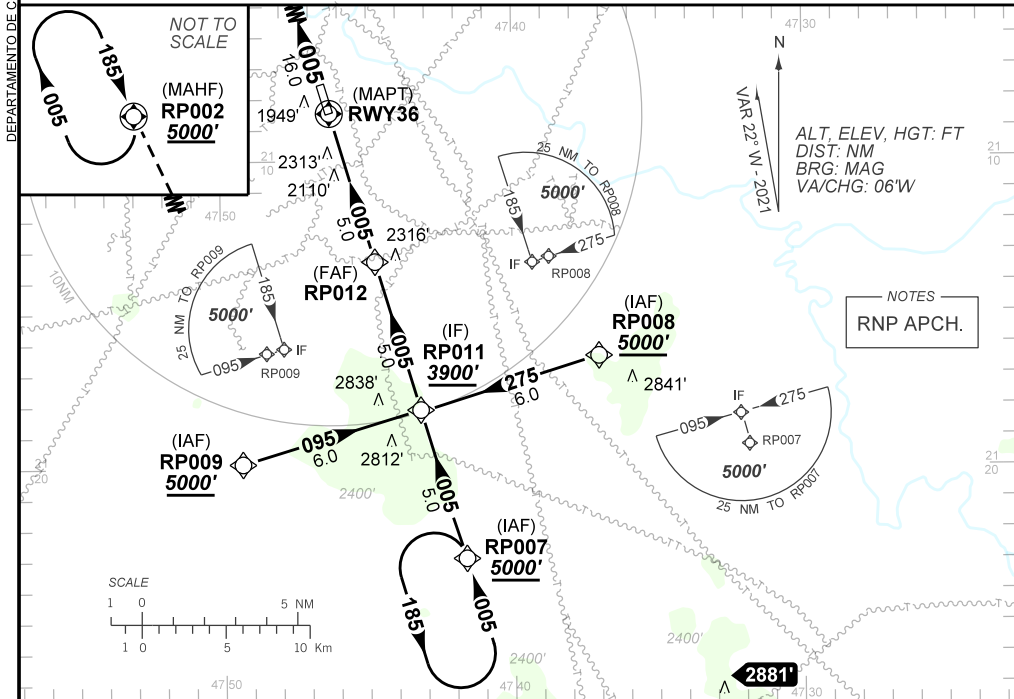 DEPARTAMENTO DE C
NOT TO
SCALE
185
005
(MAHF)
RP002
5000'
47 50
47 40
47 30
005
16.0
(MAPT)
RWY36
1949'
2313'
2110'
21
10
005
5.0
2316'
(FAF)
RP012
25 NM TO RP008
5000'
185
275
IF
RP008
N
VAR 22° W - 2021
ALT, ELEV, HGT: FT
DIST: NM
BRG: MAG
VA/CHG: 06'W
21
10
10NM
25 NM TO RP009
5000'
185
095
IF
RP009
NOTES
RNP APCH.
(IAF)
RP008
5000'
2841'
275
6.0
(IF)
RP011
3900'
005
5.0
2838'
2812'
2400'
(IAF)
RP009
5000'
095
6.0
20
005
5.0
IF
095
275
RP007
5000'
25 NM TO RP007
21
20
(IAF)
RP007
5000'
185
005
SCALE
1 0 5 NM
1 0 5 10 Km
2400'
2400'
2881'
47 50
47 40
47 30